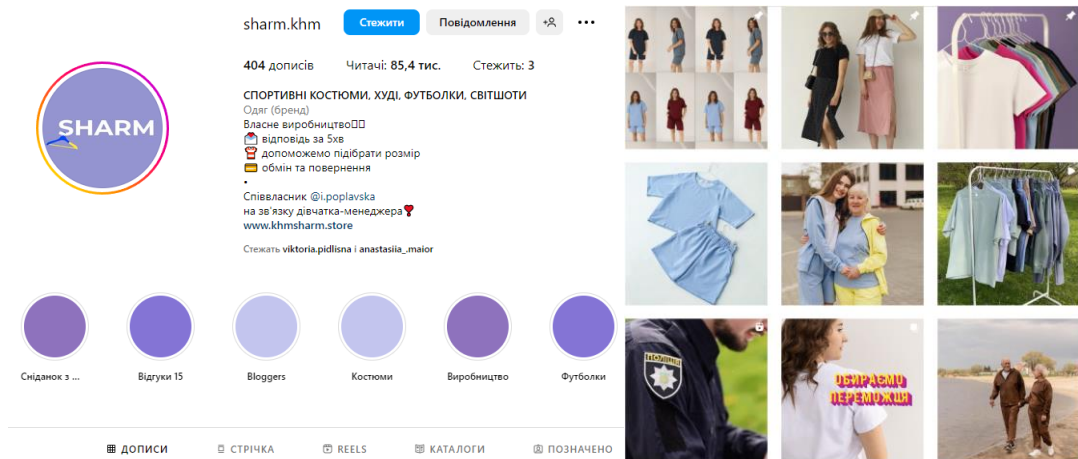 sharm.khm
Стежити
Повідомлення
404 дописів
Читачі: 85,4 тис.
Стежить: 3
SHARM
СПОРТИВНІ КОСТЮМИ, ХУДІ, ФУТБОЛКИ, СВІТШОТИ
Одяг (бренд)
Власне виробництво
відповідь за 5хв
допоможемо підібрати розмір
обмін та повернення
•
Співвласник @i.poplavska
на зв'язку дівчатка-менеджера
www.khmsharm.store
Стежать viktoria.pidlisna і anastasiia_.maior
Сніданок з ...
Відгуки 15
Bloggers
Костюми
Виробництво
Футболки
ДОПИСИ
СТРІЧКА
REELS
КАТАЛОГИ
ПОЗНАЧЕНО
ПОЛІЦІЯ
ОБИРАЄМО
ПЕРЕМОЖЦЯ